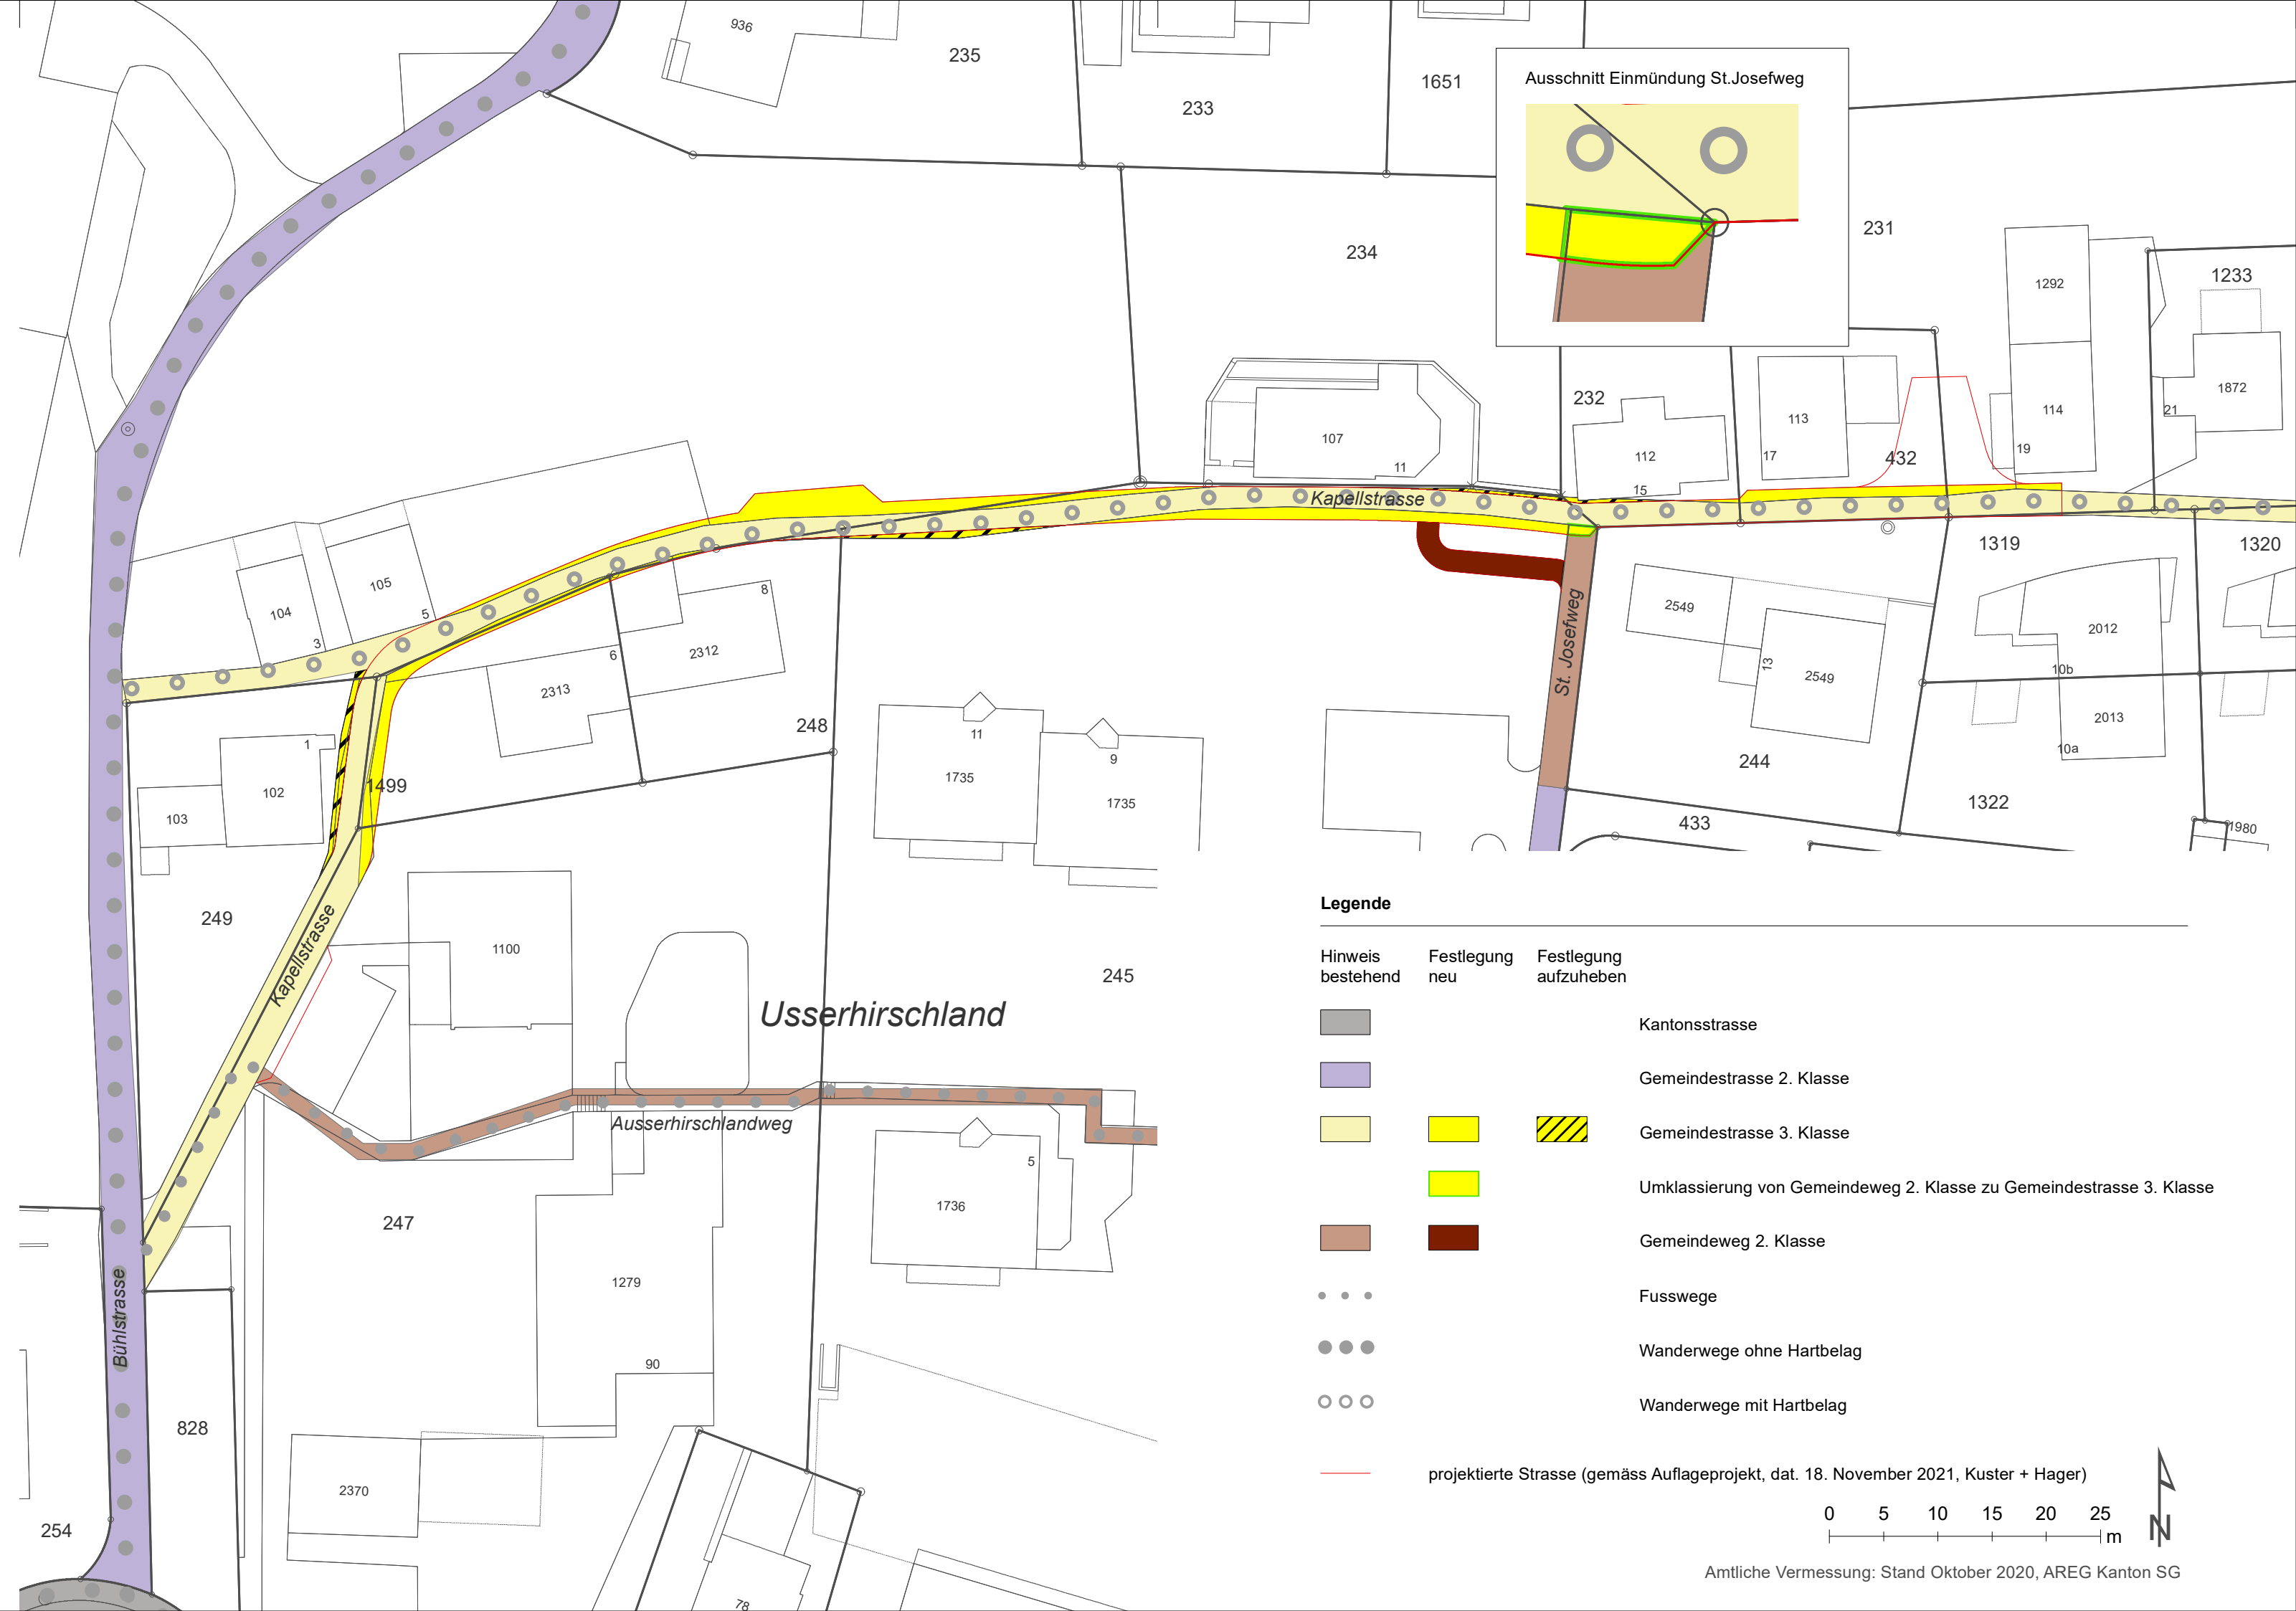 936
235
233
1651
Ausschnitt Einmündung St.Josefweg
234
231
1292
1233
232
107
11
113
114
1872
21
112
17
432
19
15
Kapellstrasse
104
105
5
3
8
6
2312
2313
248
1
102
103
1499
11
1735
9
1735
St. Josefweg
2549
13
2549
244
433
1319
1320
2012
10b
2013
10a
1322
1980
249
Kapellstrasse
1100
Usserhirschland
245
Ausserhirschlandweg
5
1736
247
1279
90
Bühlstrasse
828
2370
254
78
Legende
Hinweis bestehend
Festlegung neu
Festlegung aufzuheben
Kantonsstrasse
Gemeindestrasse 2. Klasse
Gemeindestrasse 3. Klasse
Umklassierung von Gemeindeweg 2. Klasse zu Gemeindestrasse 3. Klasse
Gemeindeweg 2. Klasse
Fusswege
Wanderwege ohne Hartbelag
Wanderwege mit Hartbelag
projektierte Strasse (gemäss Auflageprojekt, dat. 18. November 2021, Kuster + Hager)
0 5 10 15 20 25 m
N
Amtliche Vermessung: Stand Oktober 2020, AREG Kanton SG